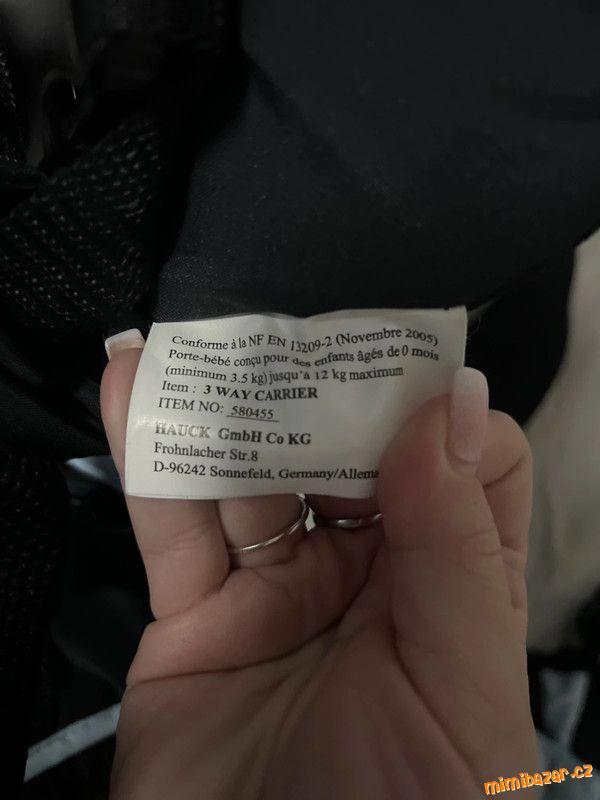 Conforme à la NF EN 13209-2 (Novembre 2005)
Porte-bébé conçu pour des enfants âgés de 0 mois
(minimum 3.5 kg) jusqu'à 12 kg maximum
Item : 3 WAY CARRIER
ITEM NO: 580455
HAUCK GmbH Co KG
Frohnlacher Str.8
D-96242 Sonnefeld, Germany/Allema
mimibazar.cz